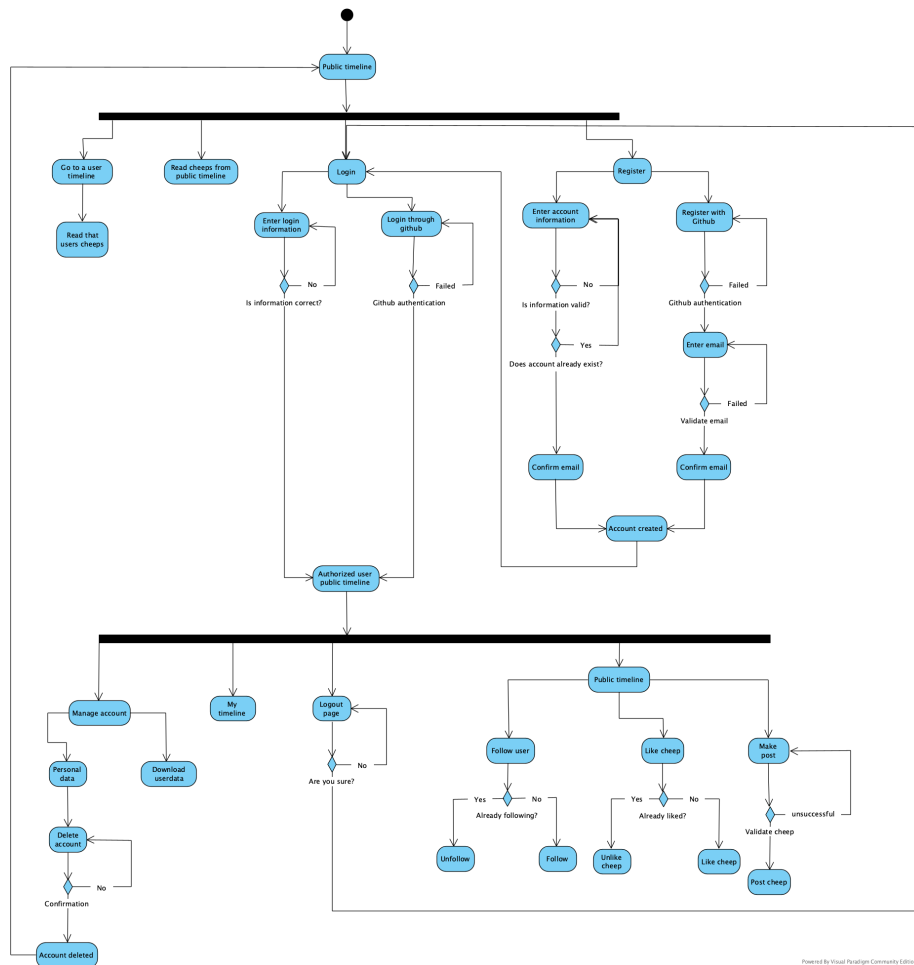 Public timeline
Go to a user
timeline
Read cheeps from
public timeline
Login
Register
Read that
users cheeps
Enter login
information
Login through
github
Enter account
information
Register with
Github
No
Is information correct?
Failed
Github authentication
No
Is information valid?
Failed
Github authentication
Yes
Does account already exist?
Enter email
Failed
Validate email
Confirm email
Confirm email
Account created
Authorized user
public timeline
Manage account
My
timeline
Logout
page
Public timeline
Personal
data
Download
userdata
No
Are you sure?
Follow user
Like cheep
Make
post
Yes
No
Already following?
Yes
No
Already liked?
unsuccessful
Validate cheep
Delete
account
Unfollow
Follow
Unlike
cheep
Like cheep
Post cheep
No
Confirmation
Account deleted
Powered By Visual Paradigm Community Editio